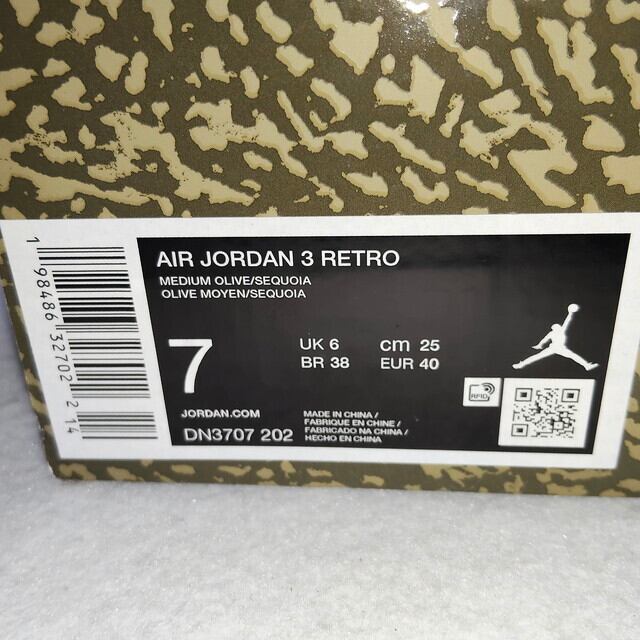 AIR JORDAN 3 RETRO
MEDIUM OLIVE/SEQUOIA
OLIVE MOYEN/SEQUOIA
7
UK 6 cm 25
BR 38 EUR 40
JORDAN.COM
DN3707 202
MADE IN CHINA /
FABRIQUE EN CHINE /
FABRICADO NA CHINA /
HECHO EN CHINA
RFID
1 98486 32702 2 14